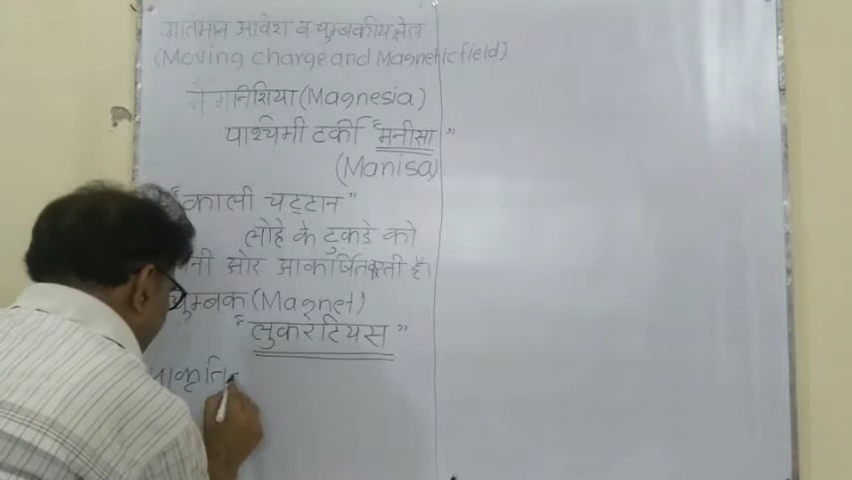 गतिमान आवेश व चुम्बकीय क्षेत्र
(Moving charge and Magnetic field)
मैगनिशिया (Magnesia)
पश्चिमी टर्की "मनीसा"
(Manisa)
"काली चट्टान"
लोहे के टुकड़े को
ओर आकर्षित करती है।
चुम्बक (Magnet)
"लुकरटियस"